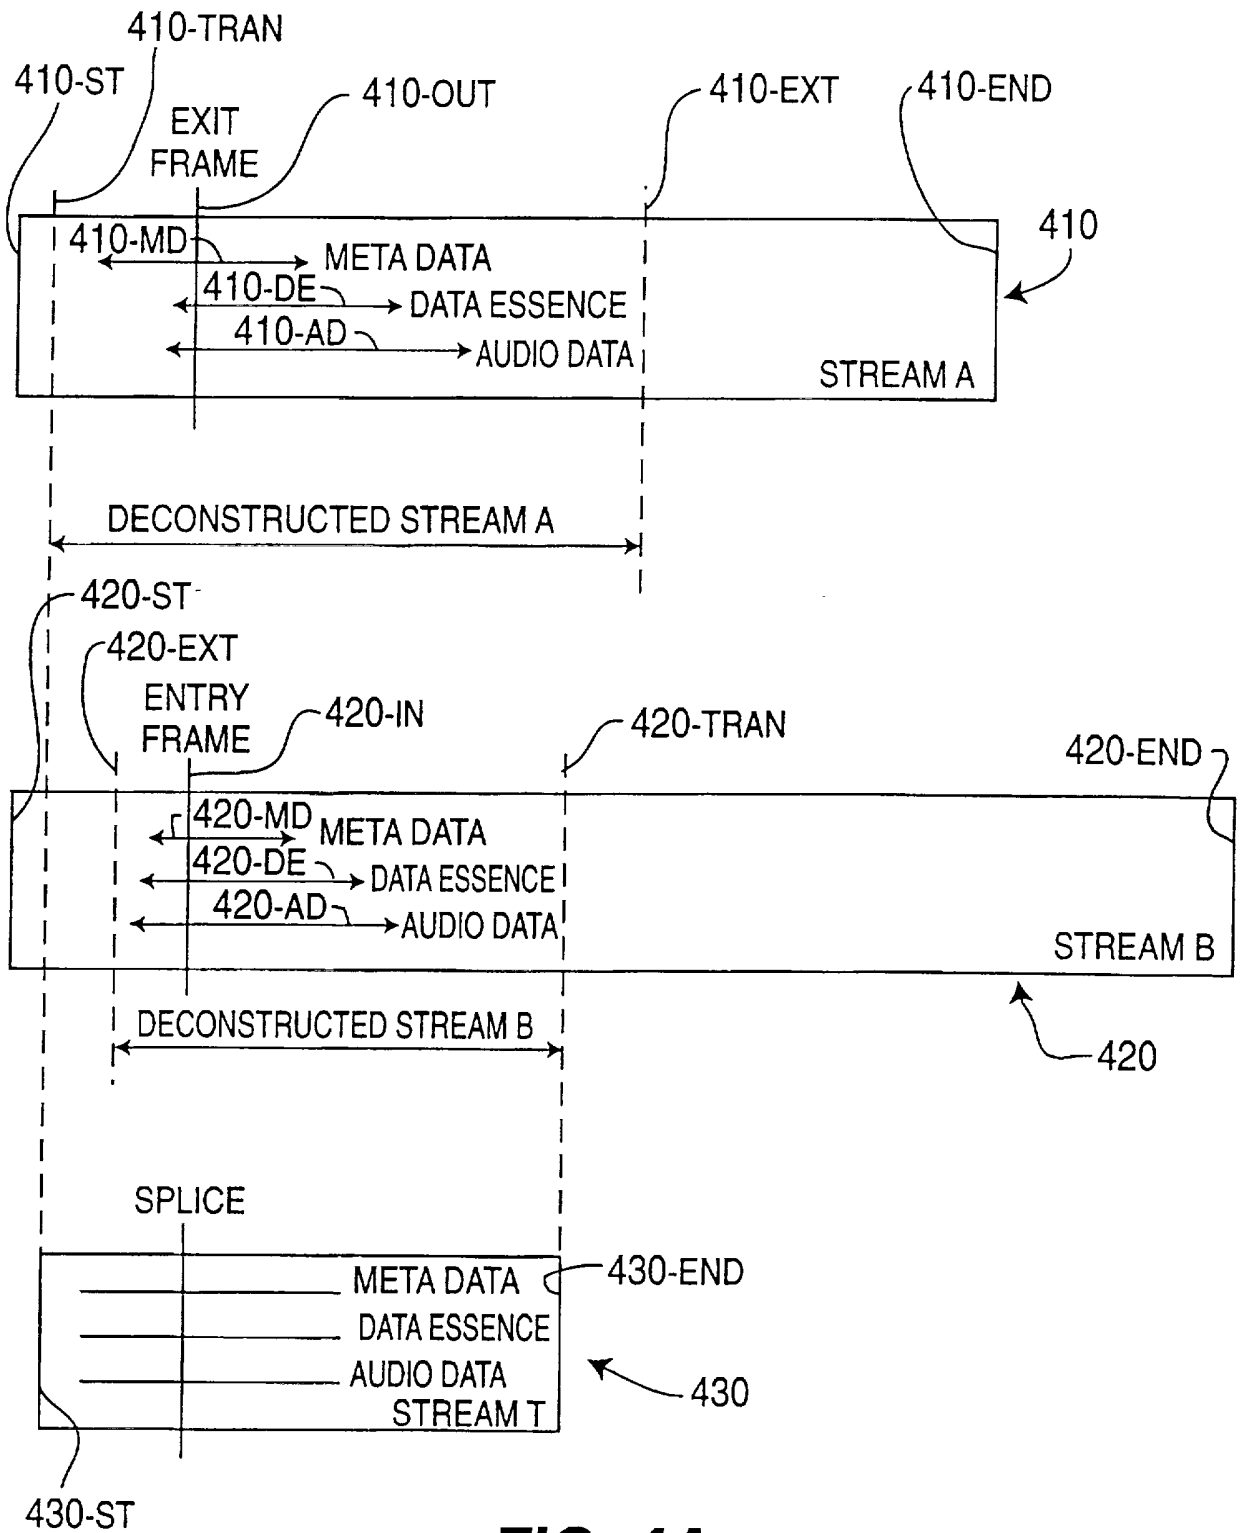 410-TRAN
410-ST
410-OUT
410-EXT
410-END
EXIT
FRAME
410
410-MD
META DATA
410-DE
DATA ESSENCE
410-AD
AUDIO DATA
STREAM A
DECONSTRUCTED STREAM A
420-ST
420-EXT
ENTRY
FRAME
420-IN
420-TRAN
420-END
420-MD
META DATA
420-DE
DATA ESSENCE
420-AD
AUDIO DATA
STREAM B
DECONSTRUCTED STREAM B
420
SPLICE
META DATA
430-END
DATA ESSENCE
AUDIO DATA
430
STREAM T
430-ST